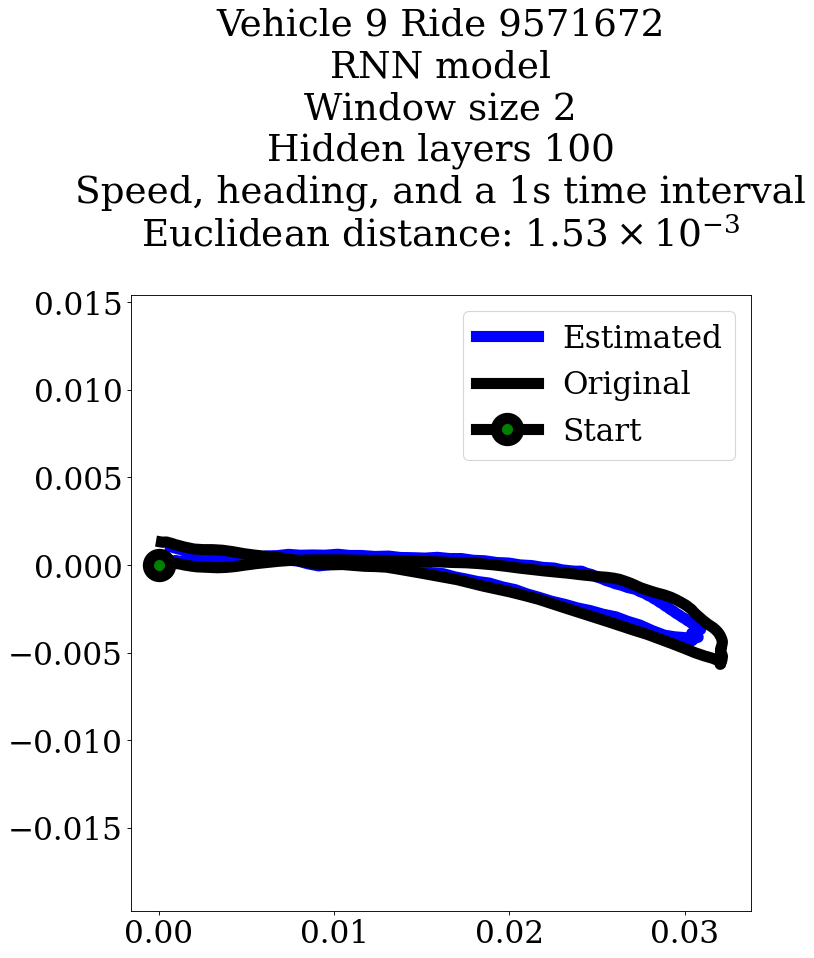 Vehicle 9 Ride 9571672
RNN model
Window size 2
Hidden layers 100
Speed, heading, and a 1s time interval
Euclidean distance: 1.53 × 10⁻³
Estimated
Original
Start
0.015
0.010
0.005
0.000
−0.005
−0.010
−0.015
0.00 0.01 0.02 0.03